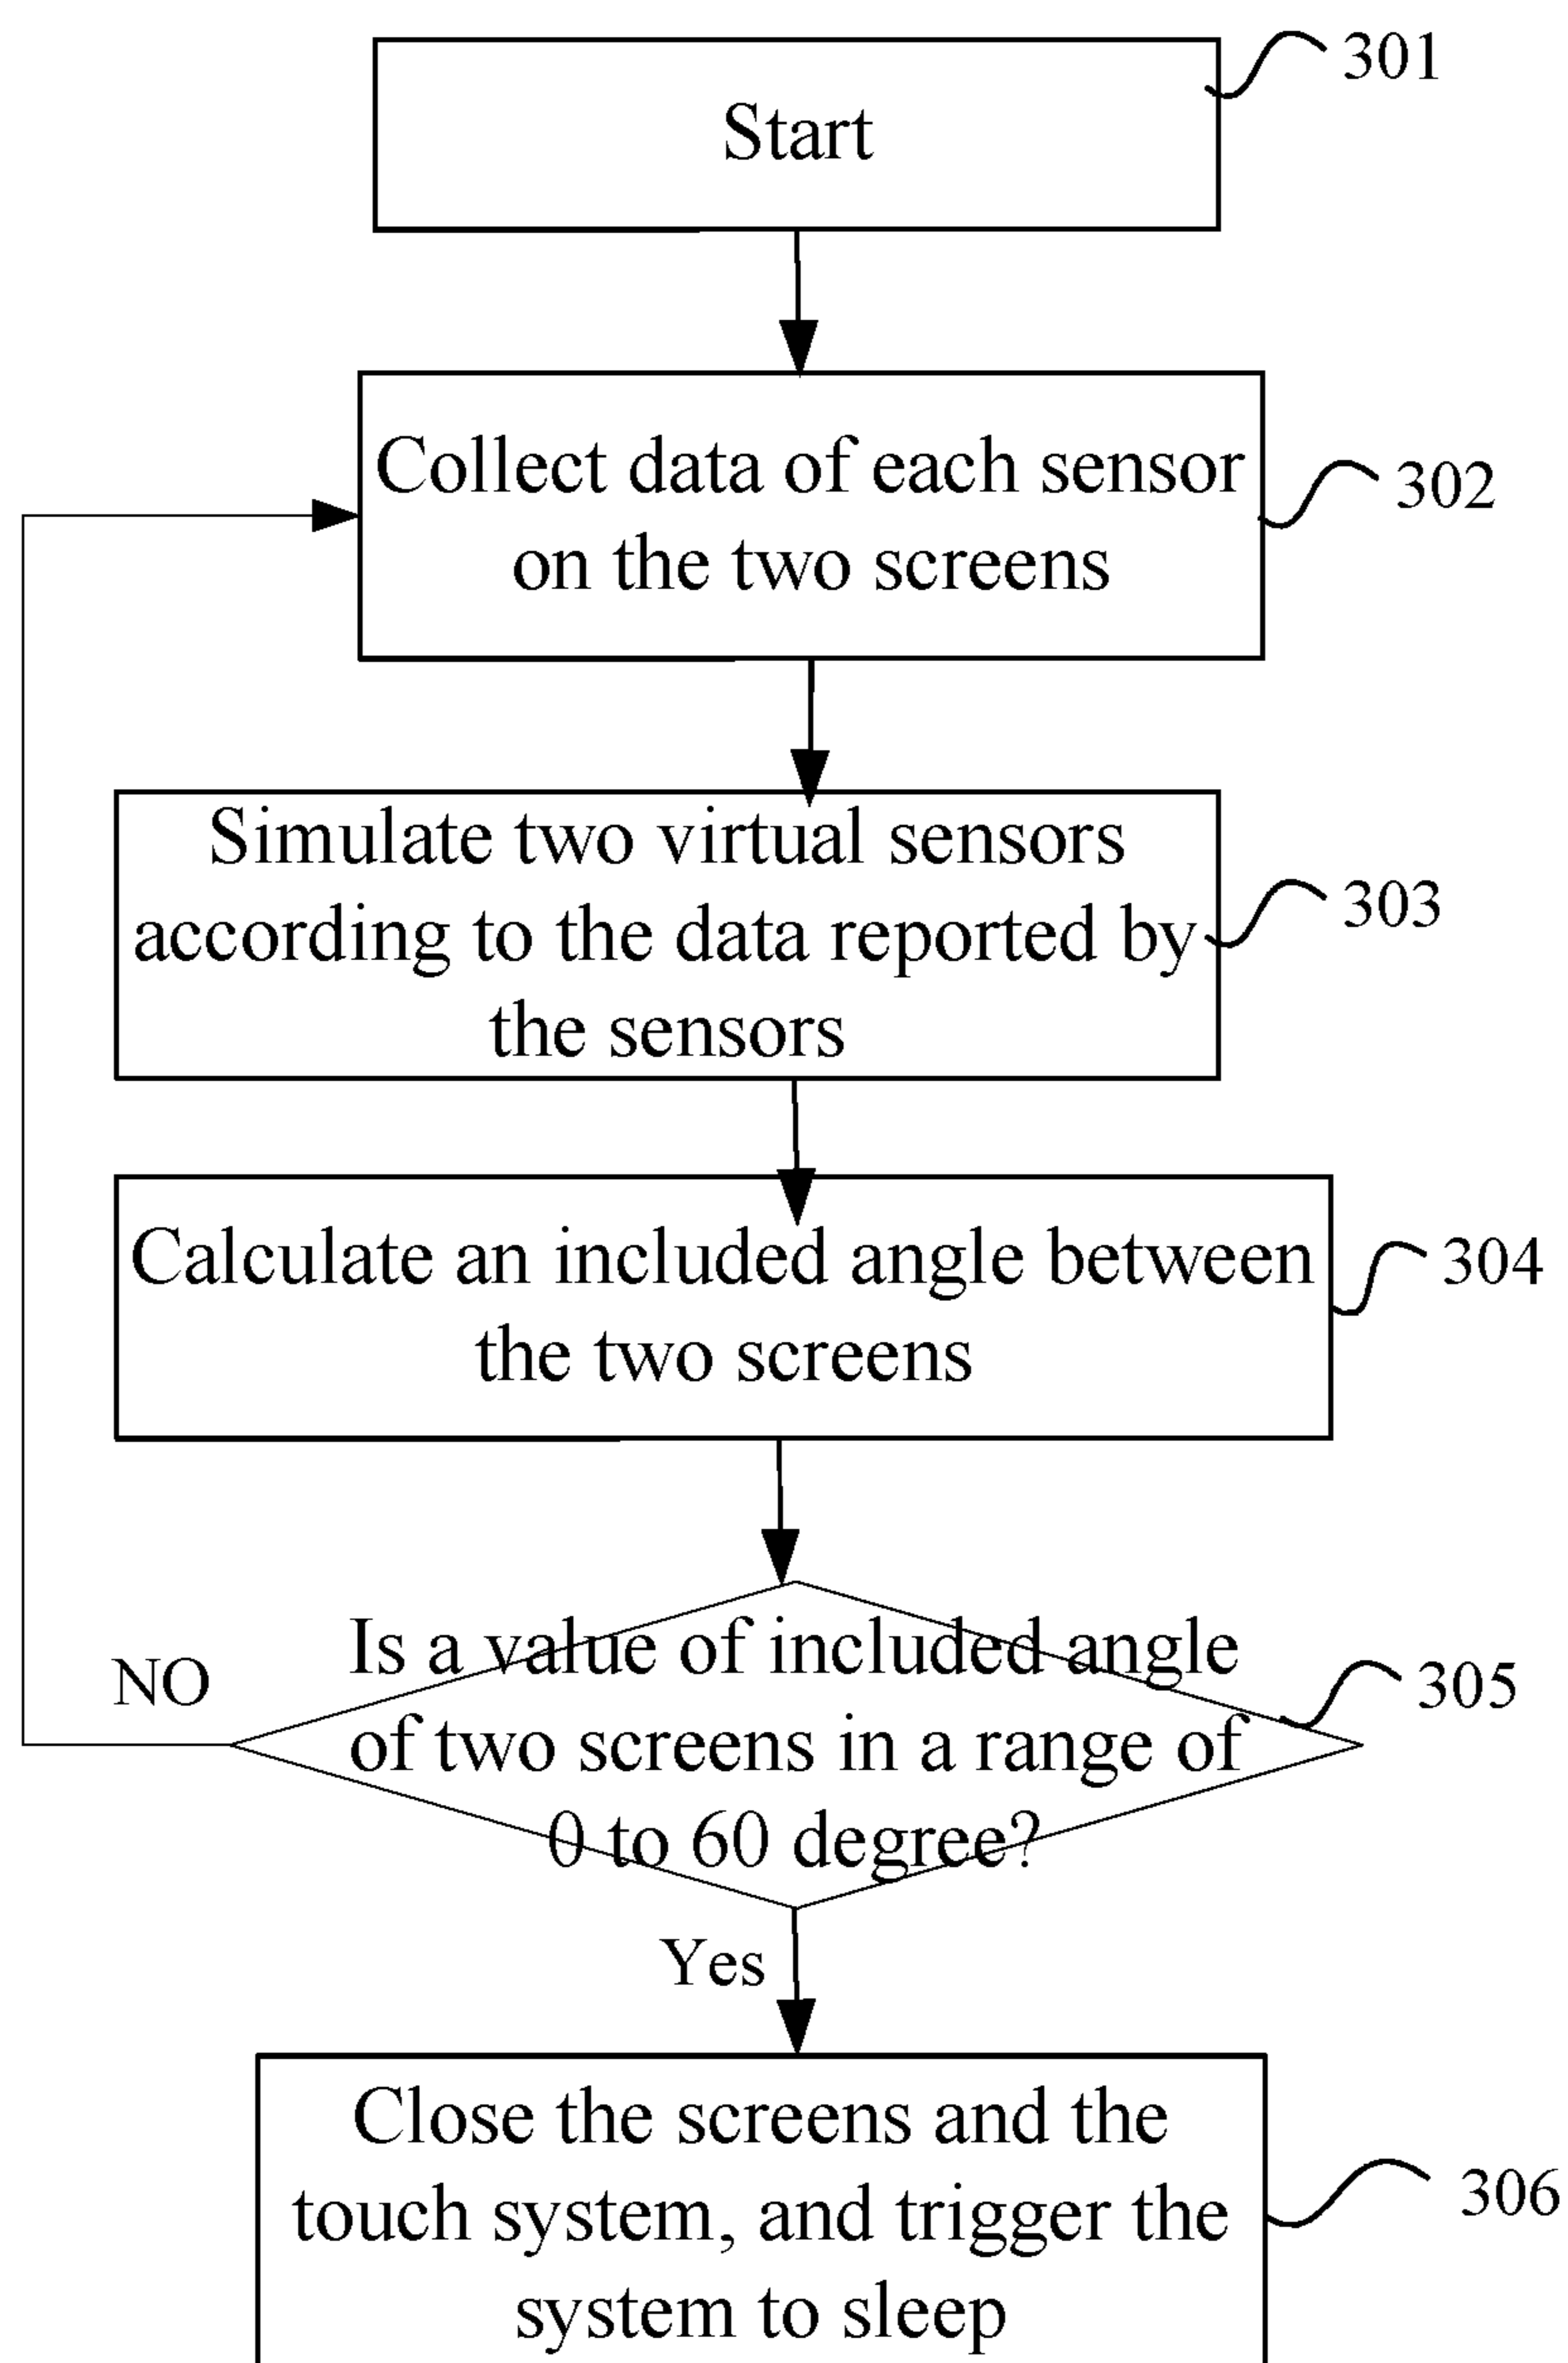 301
Start
Collect data of each sensor
on the two screens
302
Simulate two virtual sensors
according to the data reported by
the sensors
303
Calculate an included angle between
the two screens
304
Is a value of included angle
of two screens in a range of
0 to 60 degree?
305
NO
Yes
Close the screens and the
touch system, and trigger the
system to sleep
306